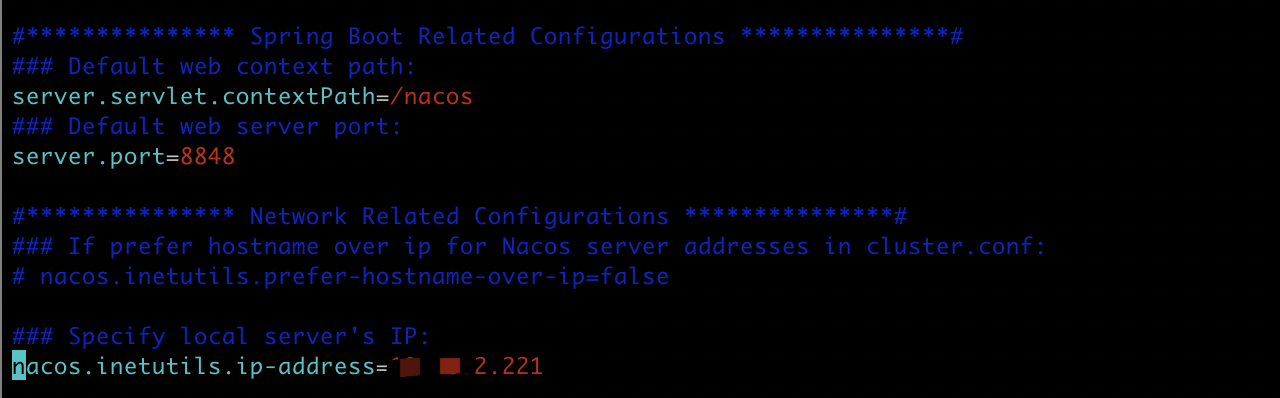 #*************** Spring Boot Related Configurations ***************#
### Default web context path:
server.servlet.contextPath=/nacos
### Default web server port:
server.port=8848
#*************** Network Related Configurations ***************#
### If prefer hostname over ip for Nacos server addresses in cluster.conf:
# nacos.inetutils.prefer-hostname-over-ip=false
### Specify local server's IP:
nacos.inetutils.ip-address= 2.221